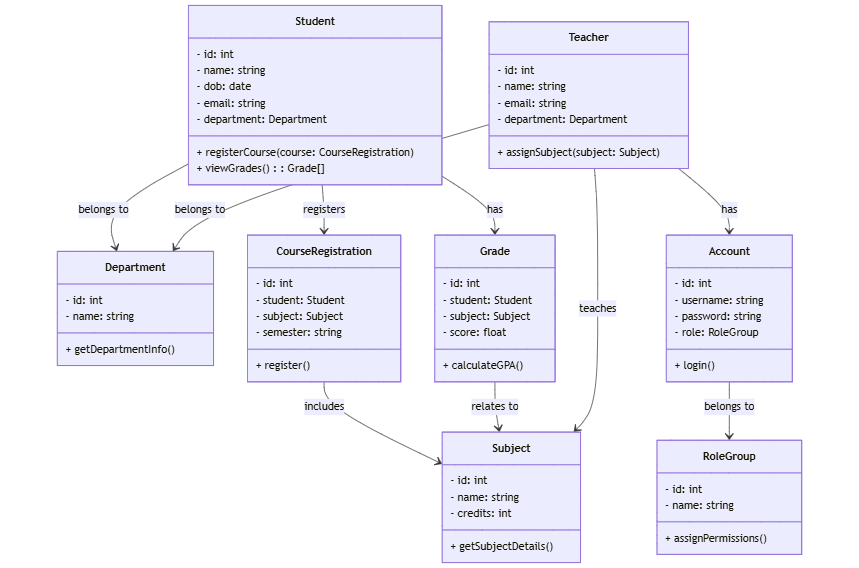 Student
- id: int
- name: string
- dob: date
- email: string
- department: Department
+ registerCourse(course: CourseRegistration)
+ viewGrades() : : Grade[]
Teacher
- id: int
- name: string
- email: string
- department: Department
+ assignSubject(subject: Subject)
belongs to
belongs to
registers
has
has
Department
- id: int
- name: string
+ getDepartmentInfo()
CourseRegistration
- id: int
- student: Student
- subject: Subject
- semester: string
+ register()
Grade
- id: int
- student: Student
- subject: Subject
- score: float
+ calculateGPA()
teaches
Account
- id: int
- username: string
- password: string
- role: RoleGroup
+ login()
includes
relates to
belongs to
Subject
- id: int
- name: string
- credits: int
+ getSubjectDetails()
RoleGroup
- id: int
- name: string
+ assignPermissions()